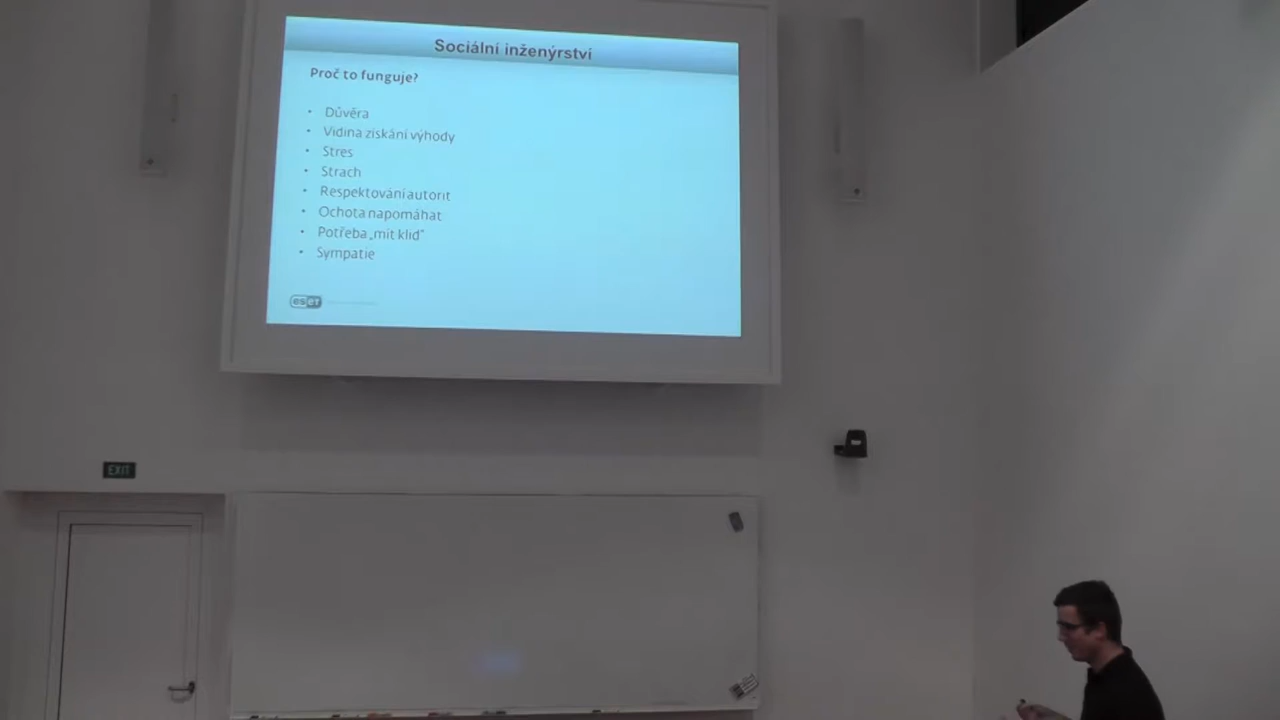 Sociální inženýrství
Proč to funguje?
• Důvěra
• Vidina získání výhody
• Stres
• Strach
• Respektování autorit
• Ochota napomáhat
• Potřeba „mít klid"
• Sympatie
eset
EXIT